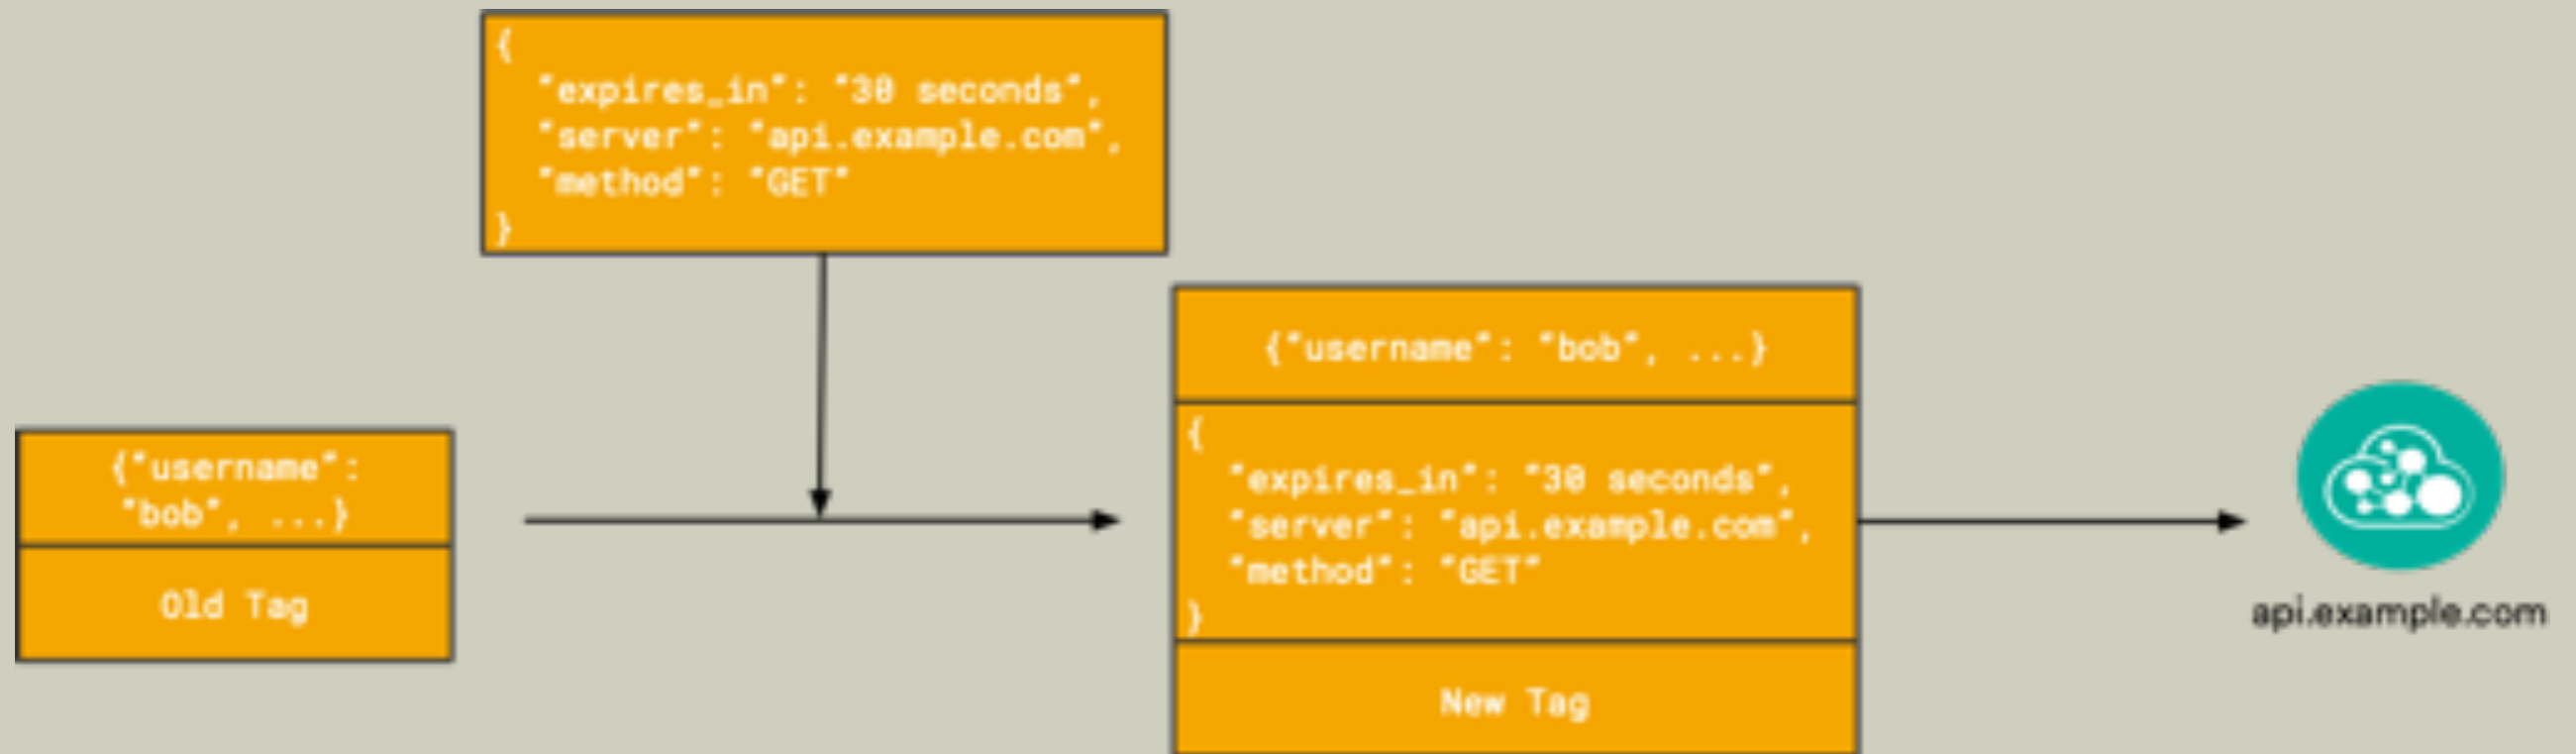 {
"expires_in": "30 seconds",
"server": "api.example.com",
"method": "GET"
}
{"username":
"bob", ...}
Old Tag
{"username": "bob", ...}
{
"expires_in": "30 seconds",
"server": "api.example.com",
"method": "GET"
}
New Tag
api.example.com